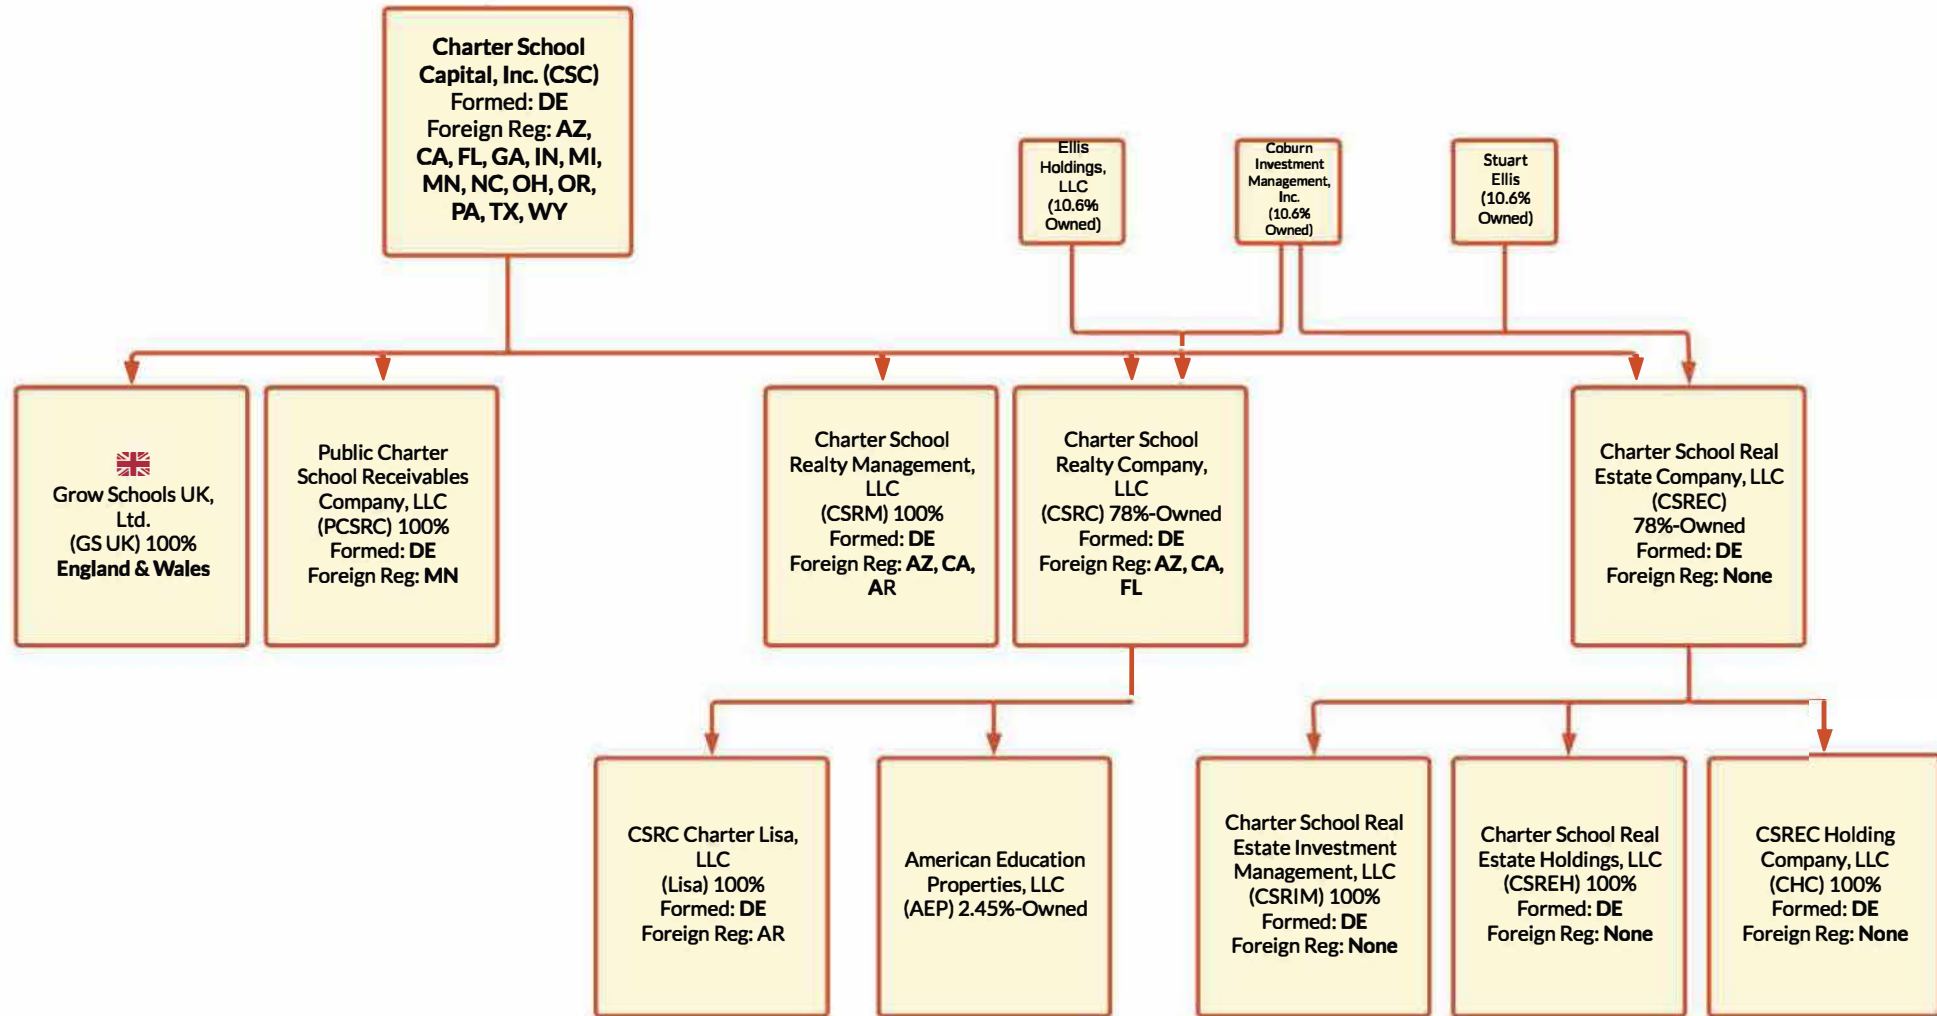 Charter School
Capital, Inc. (CSC)
Formed: DE
Foreign Reg: AZ,
CA, FL, GA, IN, MI,
MN, NC, OH, OR,
PA, TX, WY
Ellis
Holdings,
LLC
(10.6%
Owned)
Coburn
Investment
Management,
Inc.
(10.6%
Owned)
Stuart
Ellis
(10.6%
Owned)
Grow Schools UK,
Ltd.
(GS UK) 100%
England & Wales
Public Charter
School Receivables
Company, LLC
(PCSRC) 100%
Formed: DE
Foreign Reg: MN
Charter School
Realty Management,
LLC
(CSRM) 100%
Formed: DE
Foreign Reg: AZ, CA,
AR
Charter School
Realty Company,
LLC
(CSRC) 78%-Owned
Formed: DE
Foreign Reg: AZ, CA,
FL
Charter School Real
Estate Company, LLC
(CSREC)
78%-Owned
Formed: DE
Foreign Reg: None
CSRC Charter Lisa,
LLC
(Lisa) 100%
Formed: DE
Foreign Reg: AR
American Education
Properties, LLC
(AEP) 2.45%-Owned
Charter School Real
Estate Investment
Management, LLC
(CSRIM) 100%
Formed: DE
Foreign Reg: None
Charter School Real
Estate Holdings, LLC
(CSREH) 100%
Formed: DE
Foreign Reg: None
CSREC Holding
Company, LLC
(CHC) 100%
Formed: DE
Foreign Reg: None